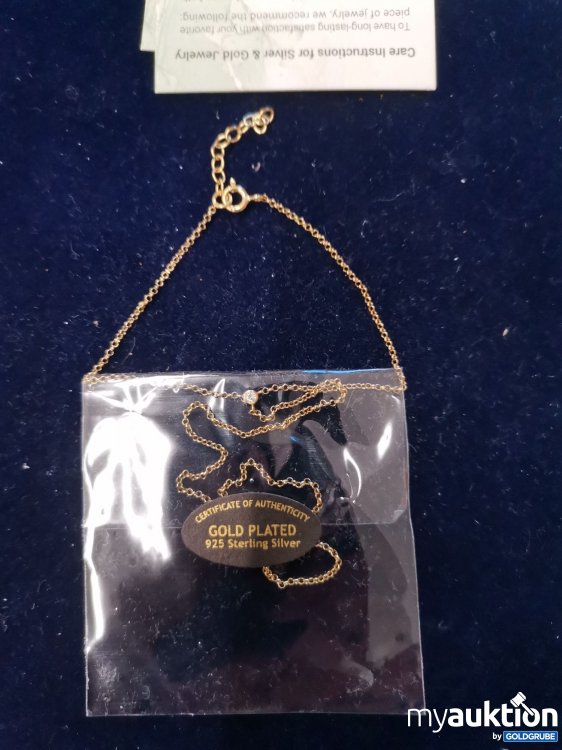 Care Instructions for Silver & Gold Jewelry
To have long-lasting satisfaction with your favorite
piece of jewelry, we recommend the following:
CERTIFICATE OF AUTHENTICITY
GOLD PLATED
925 Sterling Silver
myauktion
by GOLDGRUBE